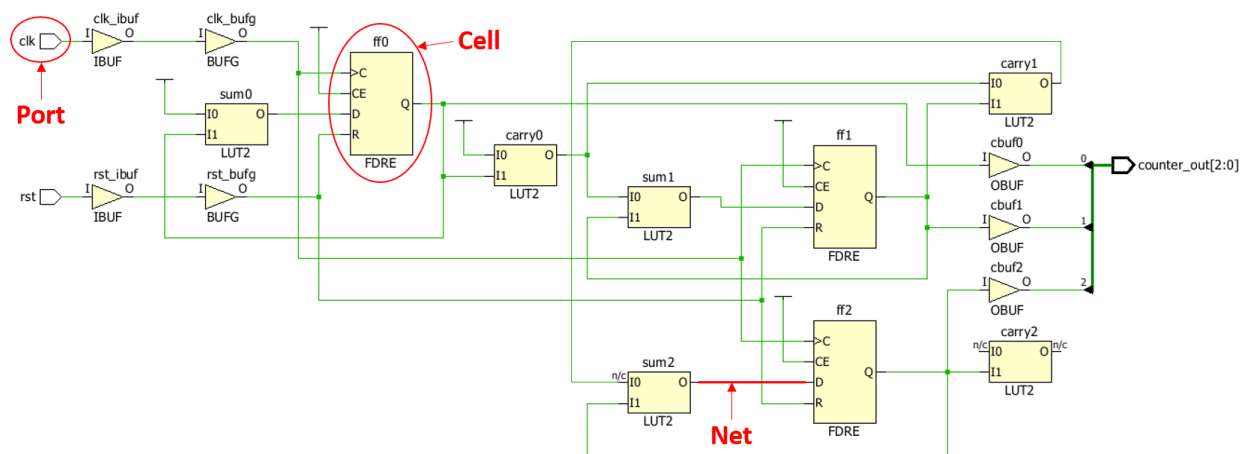 clk_ibuf
clk_bufg
clk
I
O
IBUF
I
O
BUFG
Port
ff0
Cell
>C
CE
D
R
Q
FDRE
sum0
I0
I1
O
LUT2
rst_ibuf
rst_bufg
rst
I
O
IBUF
I
O
BUFG
carry0
I0
I1
O
LUT2
carry1
I0
I1
O
LUT2
ff1
>C
CE
D
R
Q
FDRE
sum1
I0
I1
O
LUT2
cbuf0
I
O
OBUF
0
counter_out[2:0]
cbuf1
I
O
OBUF
1
cbuf2
I
O
OBUF
2
ff2
>C
CE
D
R
Q
FDRE
carry2
n/c
I0
I1
O
n/c
LUT2
sum2
n/c
I0
I1
O
LUT2
Net